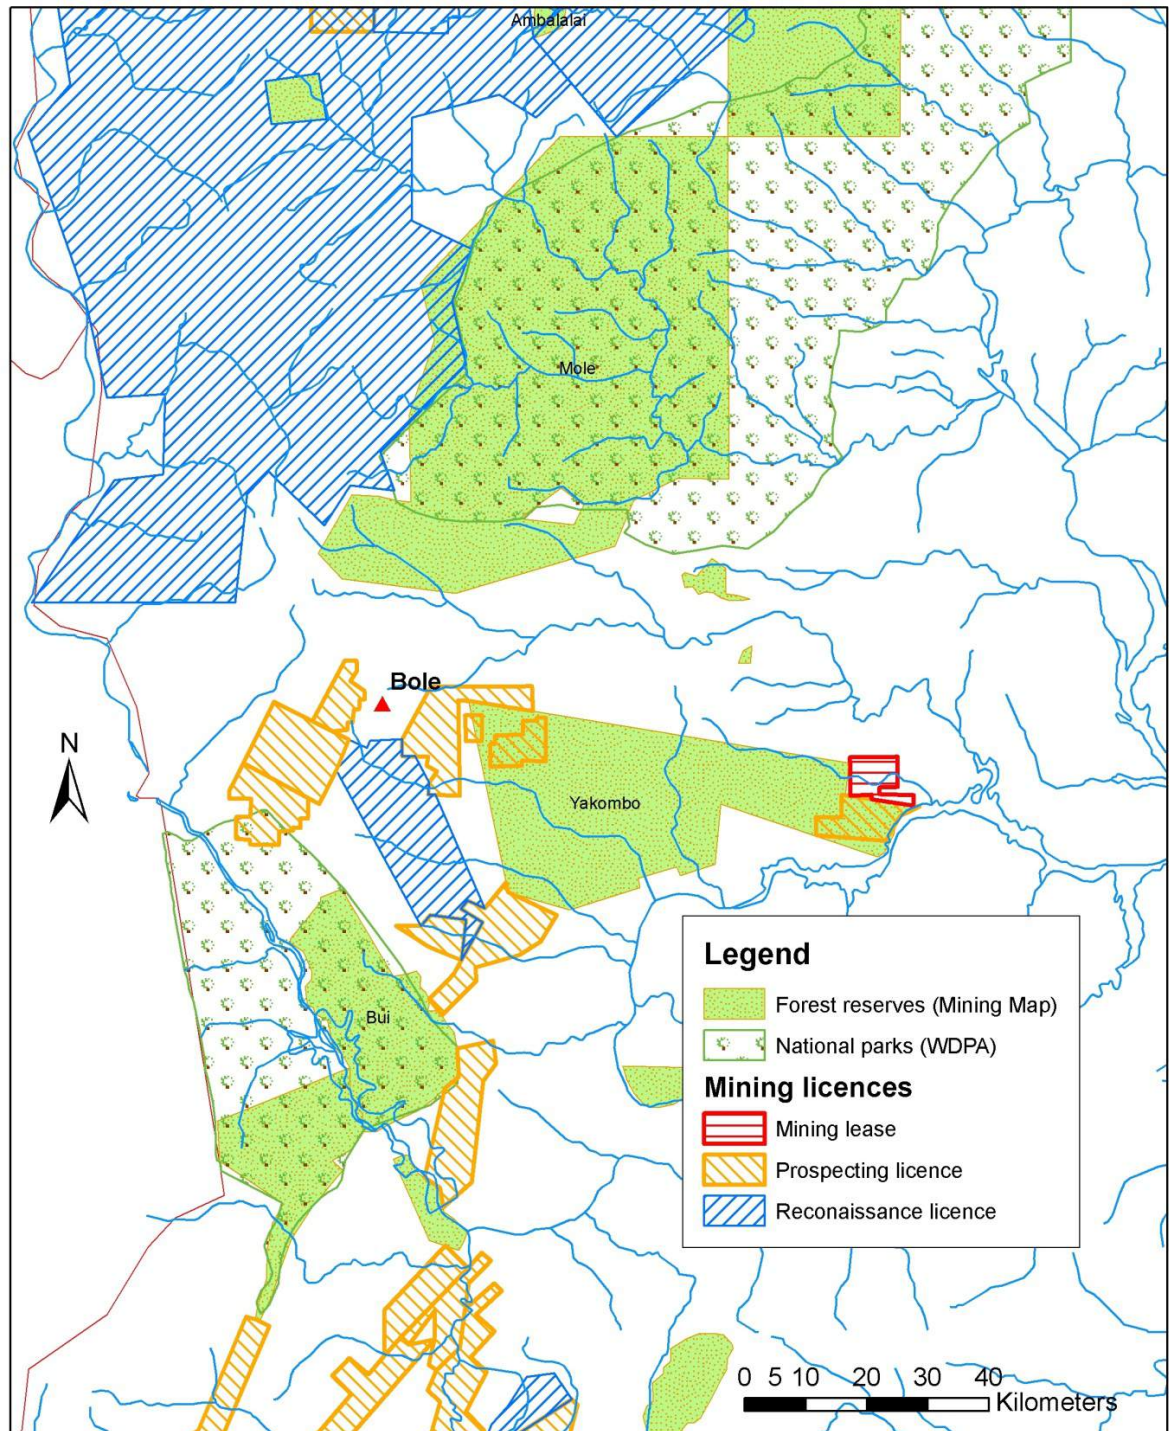 Ambalalai
Mole
Bole
N
Yakombo
Bui
Legend
Forest reserves (Mining Map)
National parks (WDPA)
Mining licences
Mining lease
Prospecting licence
Reconaissance licence
0 5 10 20 30 40
Kilometers